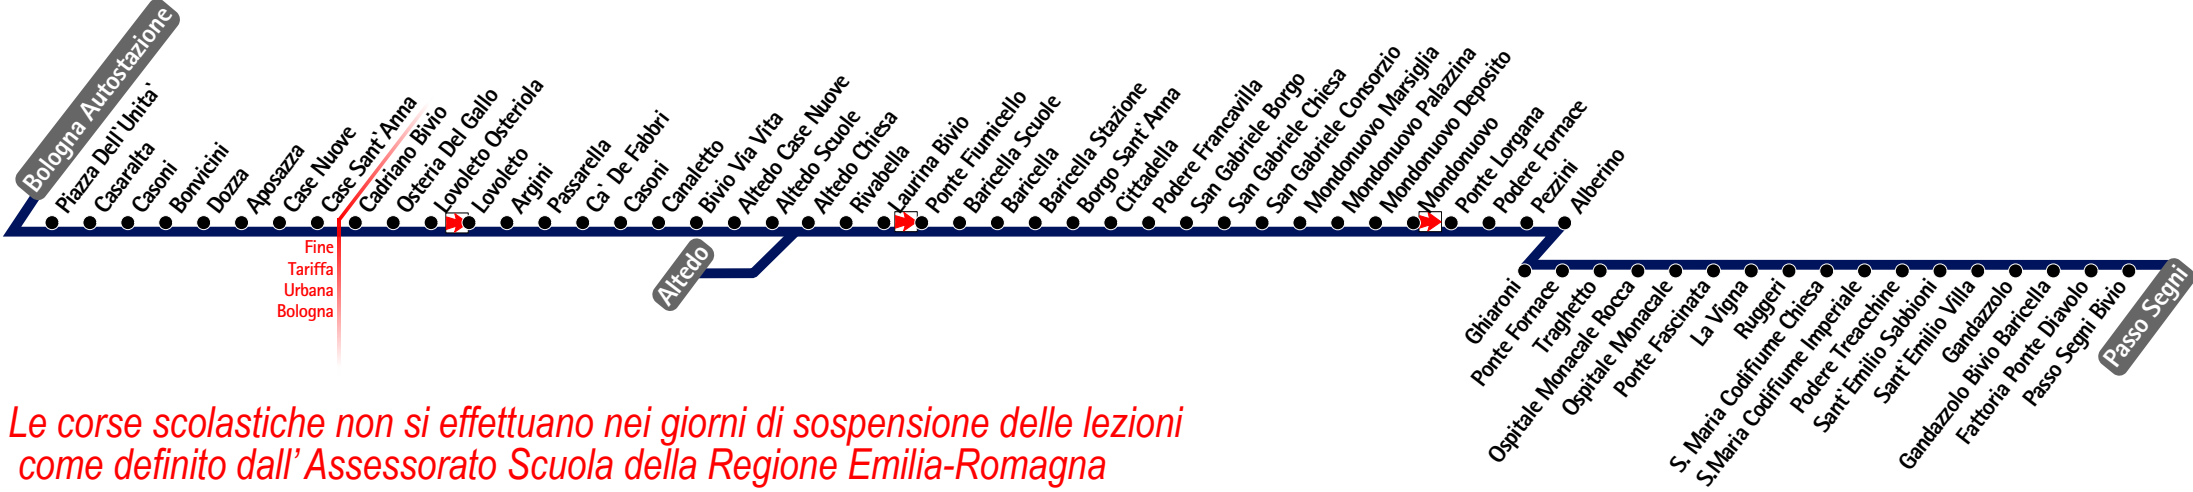 Bologna Autostazione
Piazza Dell`Unita`
Casaralta
Casoni
Bonvicini
Dozza
Aposazza
Case Nuove
Case Sant`Anna
Cadriano Bivio
Osteria Del Gallo
Lovoleto Osteriola
Lovoleto
Argini
Passarella
Ca` De Fabbri
Casoni
Canaletto
Bivio Via Vita
Altedo Case Nuove
Altedo Scuole
Altedo Chiesa
Rivabella
Laurina Bivio
Ponte Fiumicello
Baricella Scuole
Baricella
Baricella Stazione
Borgo Sant`Anna
Cittadella
Podere Francavilla
San Gabriele Borgo
San Gabriele Chiesa
San Gabriele Consorzio
Mondonuovo Marsiglia
Mondonuovo Palazzina
Mondonuovo Deposito
Mondonuovo
Ponte Lorgana
Podere Fornace
Pezzini
Alberino
Fine
Tariffa
Urbana
Bologna
Altedo
Ghiaroni
Ponte Fornace
Traghetto
Ospitale Monacale Rocca
Ospitale Monacale
Ponte Fascinata
La Vigna
Ruggeri
S. Maria Codifiume Chiesa
S.Maria Codifiume Imperiale
Podere Treacchine
Sant`Emilio Sabbioni
Sant`Emilio Villa
Gandazzolo
Gandazzolo Bivio Baricella
Fattoria Ponte Diavolo
Passo Segni Bivio
Passo Segni
Le corse scolastiche non si effettuano nei giorni di sospensione delle lezioni
come definito dall’Assessorato Scuola della Regione Emilia-Romagna